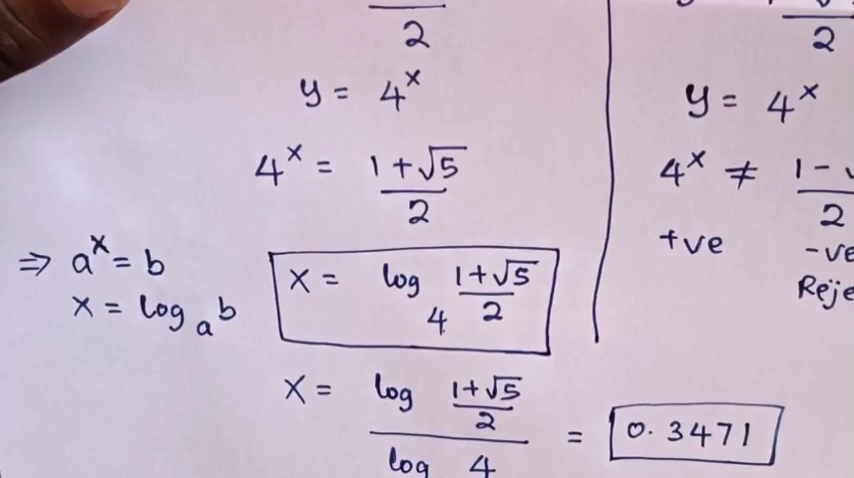 2
y = 4^x
4^x = (1 + √5)/2
⇒ a^x = b
x = log_a b
x = log_4 (1+√5)/2
x = log (1+√5)/2 / log 4 = 0.3471
2
y = 4^x
4^x ≠ 1 - / 2
+ve -ve